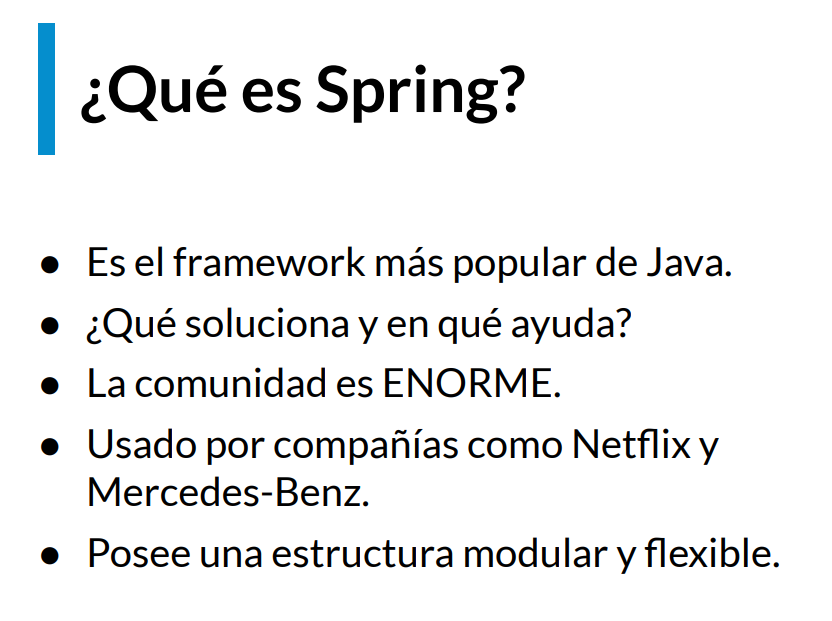 ¿Qué es Spring?
● Es el framework más popular de Java.
● ¿Qué soluciona y en qué ayuda?
● La comunidad es ENORME.
● Usado por compañías como Netflix y
Mercedes-Benz.
● Posee una estructura modular y flexible.